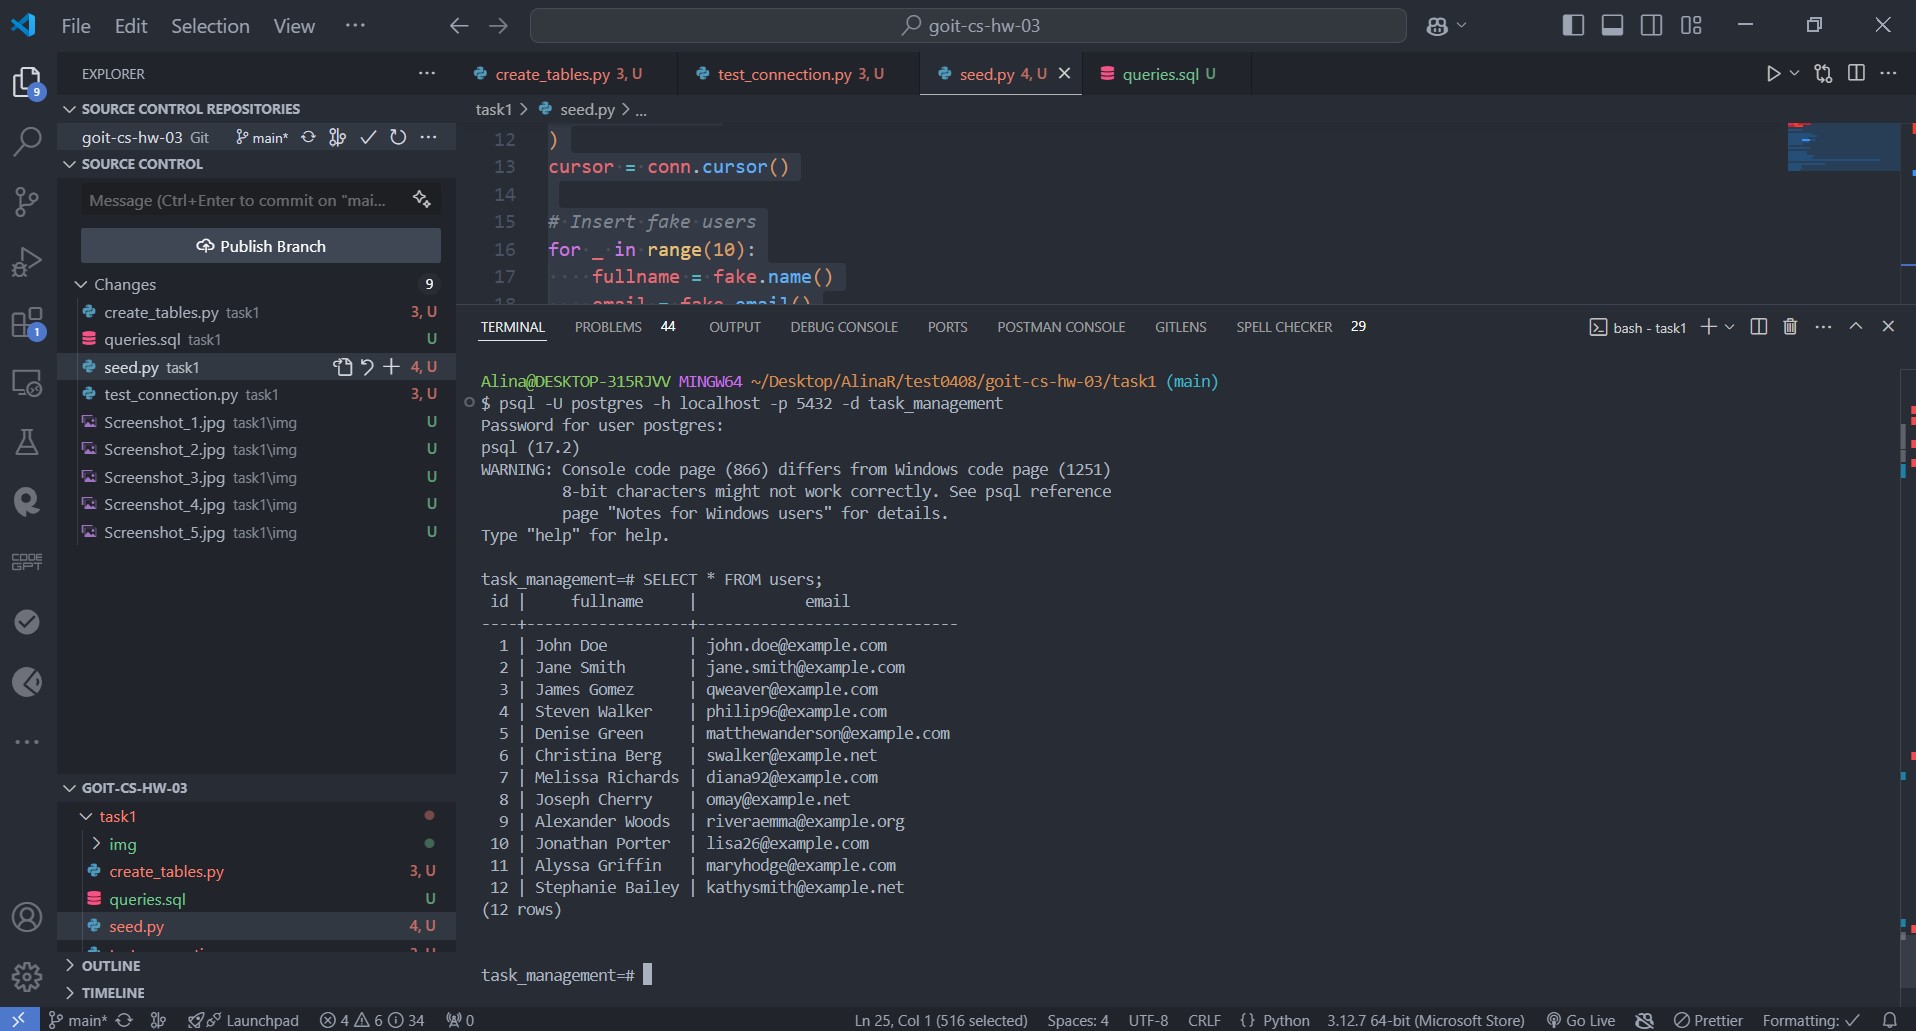 File Edit Selection View ··· goit-cs-hw-03
EXPLORER ···
9
SOURCE CONTROL REPOSITORIES
goit-cs-hw-03 Git main* ···
SOURCE CONTROL
Message (Ctrl+Enter to commit on "mai...
Publish Branch
Changes 9
create_tables.py task1 3, U
queries.sql task1 U
1
seed.py task1 4, U
test_connection.py task1 3, U
Screenshot_1.jpg task1\img U
Screenshot_2.jpg task1\img U
Screenshot_3.jpg task1\img U
Screenshot_4.jpg task1\img U
Screenshot_5.jpg task1\img U
CODE
GPT
GOIT-CS-HW-03
task1
img
create_tables.py 3, U
queries.sql U
seed.py 4, U
OUTLINE
TIMELINE
create_tables.py 3, U test_connection.py 3, U seed.py 4, U queries.sql U
task1 > seed.py > ...
12 )
13 cursor = conn.cursor()
14
15 # Insert fake users
16 for _ in range(10):
17 fullname = fake.name()
18 email = fake.email()
TERMINAL PROBLEMS 44 OUTPUT DEBUG CONSOLE PORTS POSTMAN CONSOLE GITLENS SPELL CHECKER 29 bash - task1
Alina@DESKTOP-315RJVV MINGW64 ~/Desktop/AlinaR/test0408/goit-cs-hw-03/task1 (main)
$ psql -U postgres -h localhost -p 5432 -d task_management
Password for user postgres:
psql (17.2)
WARNING: Console code page (866) differs from Windows code page (1251)
8-bit characters might not work correctly. See psql reference
page "Notes for Windows users" for details.
Type "help" for help.
task_management=# SELECT * FROM users;
id | fullname | email
----+------------------+-----------------------------
1 | John Doe | john.doe@example.com
2 | Jane Smith | jane.smith@example.com
3 | James Gomez | qweaver@example.com
4 | Steven Walker | philip96@example.com
5 | Denise Green | matthewanderson@example.com
6 | Christina Berg | swalker@example.net
7 | Melissa Richards | diana92@example.com
8 | Joseph Cherry | omay@example.net
9 | Alexander Woods | riveraemma@example.org
10 | Jonathan Porter | lisa26@example.com
11 | Alyssa Griffin | maryhodge@example.com
12 | Stephanie Bailey | kathysmith@example.net
(12 rows)
task_management=#
main* Launchpad 4 6 34 0 Ln 25, Col 1 (516 selected) Spaces: 4 UTF-8 CRLF {} Python 3.12.7 64-bit (Microsoft Store) Go Live Prettier Formatting: ✓